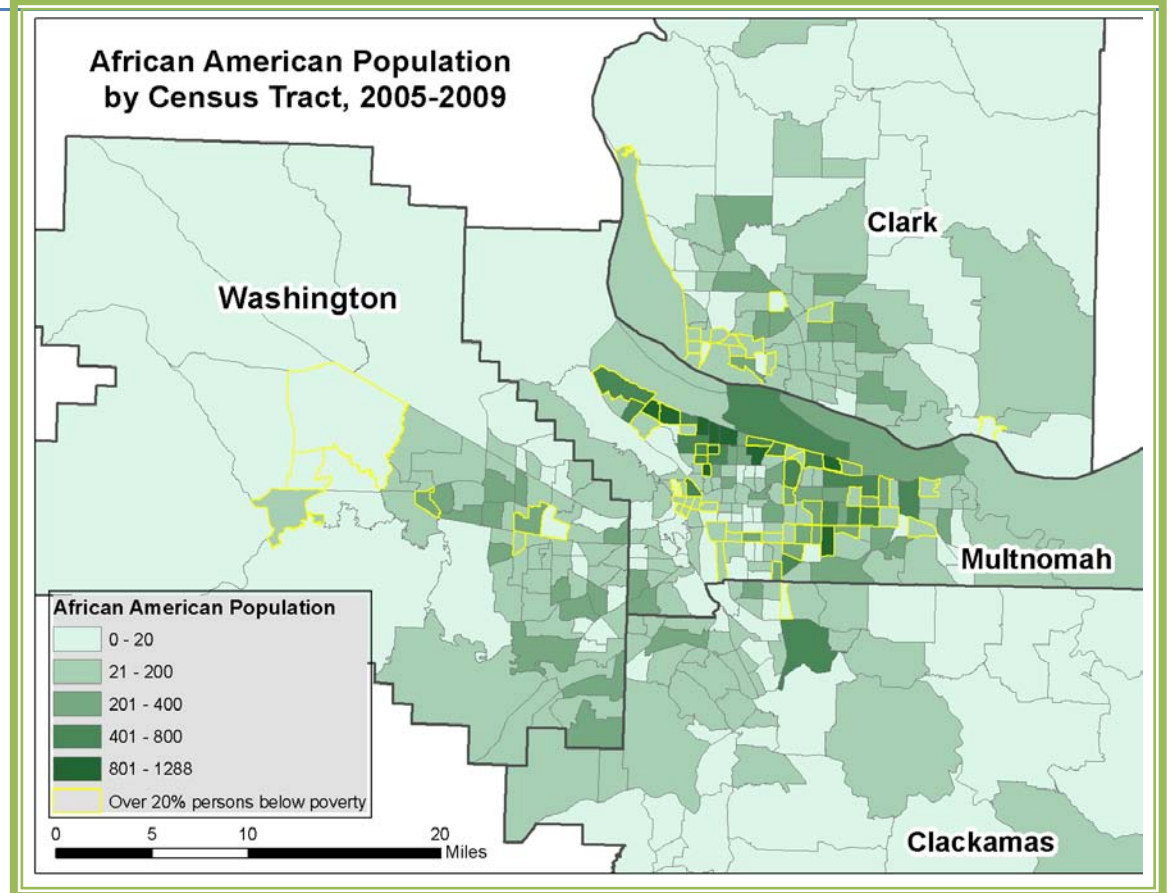 African American Population
by Census Tract, 2005-2009
Clark
Washington
Multnomah
African American Population
0 - 20
21 - 200
201 - 400
401 - 800
801 - 1288
Over 20% persons below poverty
0 5 10 20
Miles
Clackamas